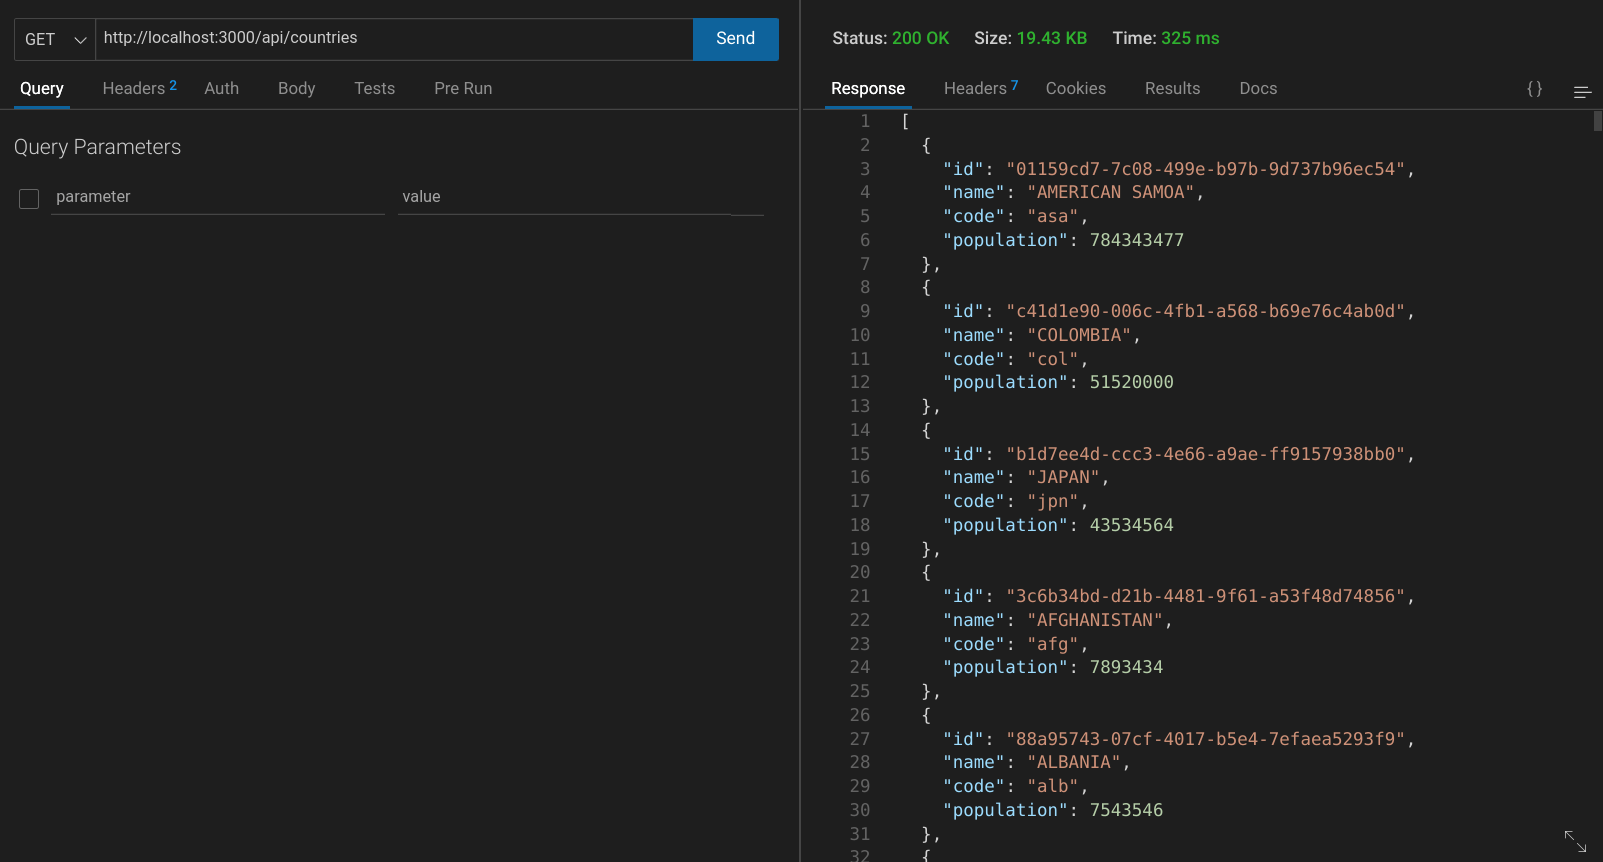 GET http://localhost:3000/api/countries Send
Query Headers 2 Auth Body Tests Pre Run
Query Parameters
parameter value
Status: 200 OK Size: 19.43 KB Time: 325 ms
Response Headers 7 Cookies Results Docs {}
1 [
2 {
3 "id": "01159cd7-7c08-499e-b97b-9d737b96ec54",
4 "name": "AMERICAN SAMOA",
5 "code": "asa",
6 "population": 784343477
7 },
8 {
9 "id": "c41d1e90-006c-4fb1-a568-b69e76c4ab0d",
10 "name": "COLOMBIA",
11 "code": "col",
12 "population": 51520000
13 },
14 {
15 "id": "b1d7ee4d-ccc3-4e66-a9ae-ff9157938bb0",
16 "name": "JAPAN",
17 "code": "jpn",
18 "population": 43534564
19 },
20 {
21 "id": "3c6b34bd-d21b-4481-9f61-a53f48d74856",
22 "name": "AFGHANISTAN",
23 "code": "afg",
24 "population": 7893434
25 },
26 {
27 "id": "88a95743-07cf-4017-b5e4-7efaea5293f9",
28 "name": "ALBANIA",
29 "code": "alb",
30 "population": 7543546
31 },
32 {